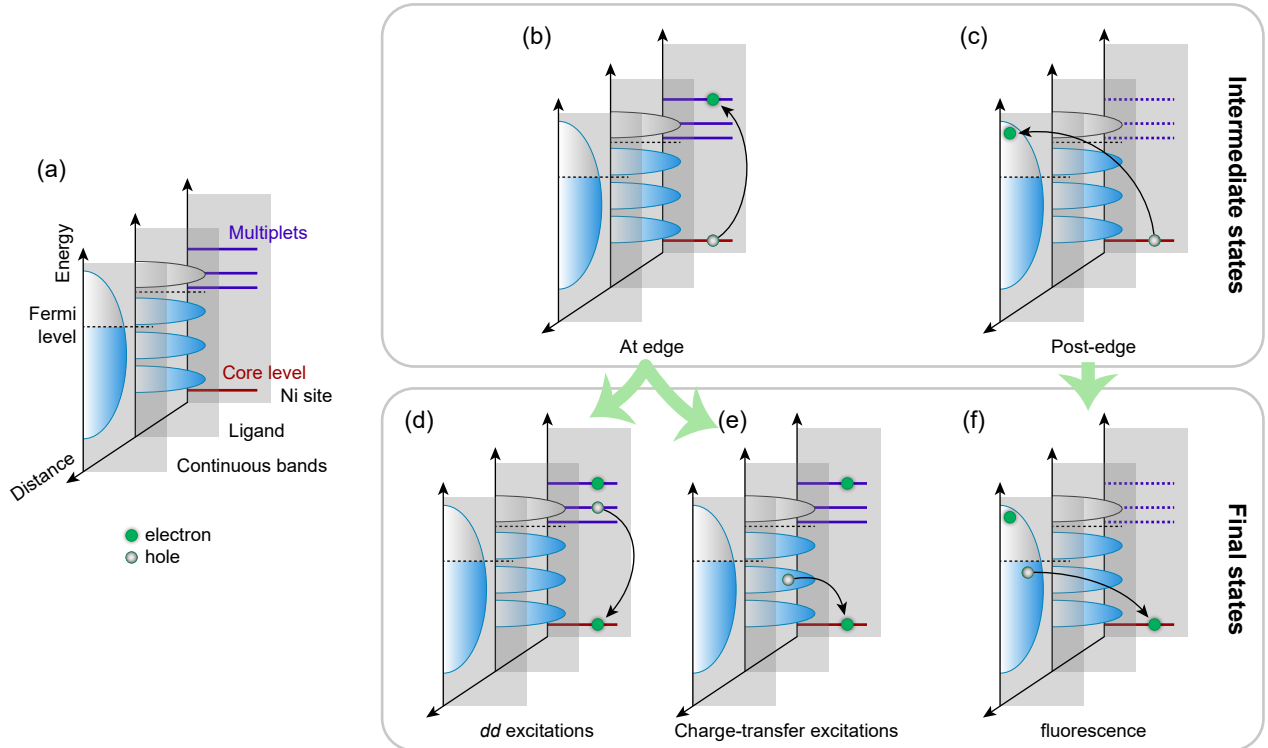 (a)
Energy
Multiplets
Fermi
level
Core level
Ni site
Ligand
Continuous bands
Distance
electron
hole
(b)
At edge
(c)
Post-edge
Intermediate states
(d)
dd excitations
(e)
Charge-transfer excitations
(f)
fluorescence
Final states